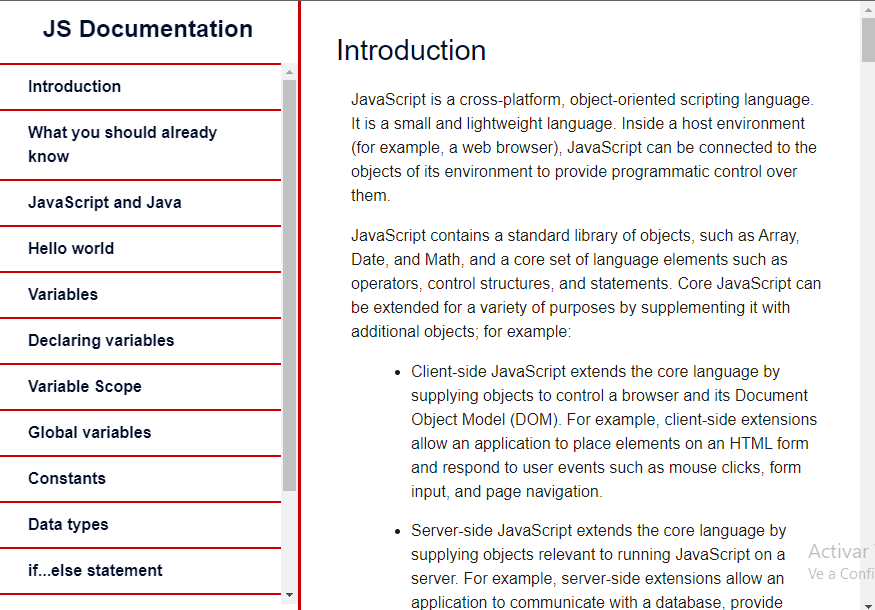 JS Documentation
Introduction
What you should already
know
JavaScript and Java
Hello world
Variables
Declaring variables
Variable Scope
Global variables
Constants
Data types
if...else statement
Introduction
JavaScript is a cross-platform, object-oriented scripting language.
It is a small and lightweight language. Inside a host environment
(for example, a web browser), JavaScript can be connected to the
objects of its environment to provide programmatic control over
them.
JavaScript contains a standard library of objects, such as Array,
Date, and Math, and a core set of language elements such as
operators, control structures, and statements. Core JavaScript can
be extended for a variety of purposes by supplementing it with
additional objects; for example:
• Client-side JavaScript extends the core language by
supplying objects to control a browser and its Document
Object Model (DOM). For example, client-side extensions
allow an application to place elements on an HTML form
and respond to user events such as mouse clicks, form
input, and page navigation.
• Server-side JavaScript extends the core language by
supplying objects relevant to running JavaScript on a
server. For example, server-side extensions allow an
application to communicate with a database, provide
Activar
Ve a Confi